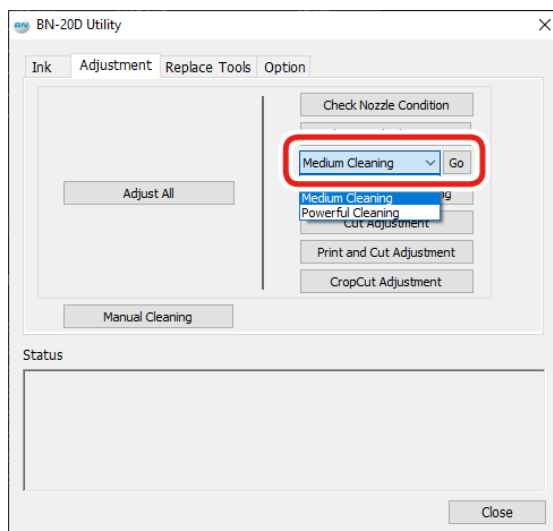 BN-20D Utility
Ink Adjustment Replace Tools Option
Check Nozzle Condition
Medium Cleaning Go
Adjust All
Medium Cleaning
Powerful Cleaning
Cut Adjustment
Print and Cut Adjustment
CropCut Adjustment
Manual Cleaning
Status
Close